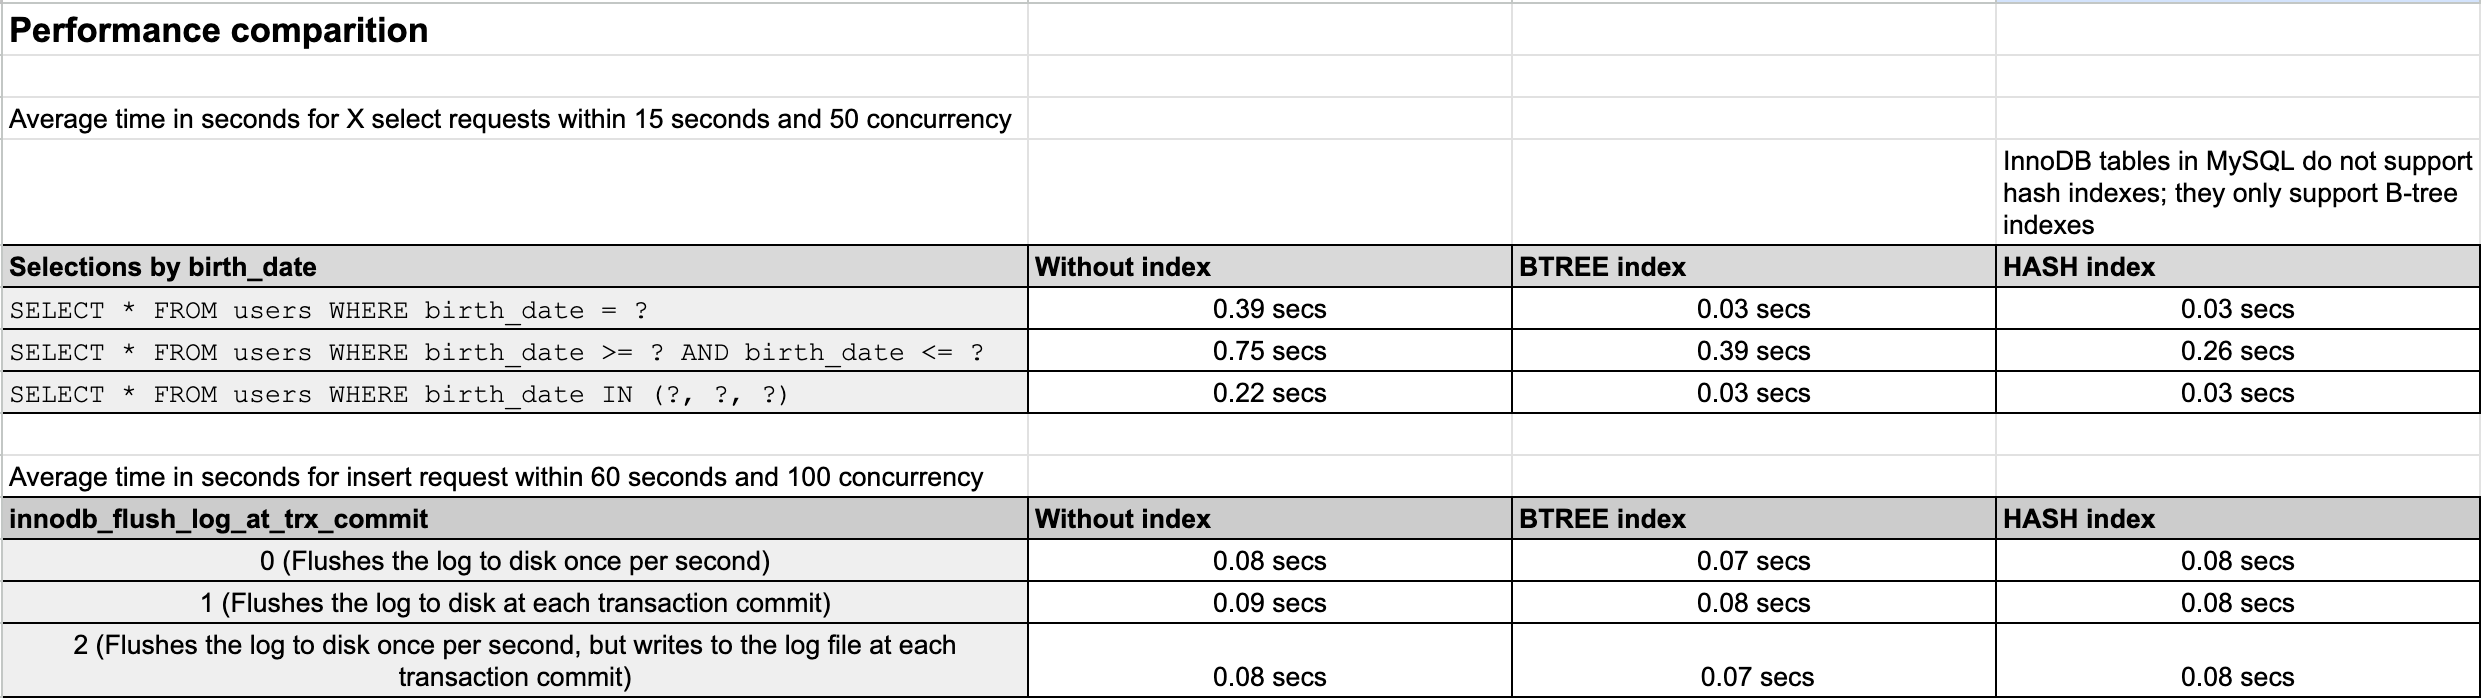 Performance comparition
Average time in seconds for X select requests within 15 seconds and 50 concurrency
InnoDB tables in MySQL do not support
hash indexes; they only support B-tree
indexes
Selections by birth_date Without index BTREE index HASH index
SELECT * FROM users WHERE birth_date = ? 0.39 secs 0.03 secs 0.03 secs
SELECT * FROM users WHERE birth_date >= ? AND birth_date <= ? 0.75 secs 0.39 secs 0.26 secs
SELECT * FROM users WHERE birth_date IN (?, ?, ?) 0.22 secs 0.03 secs 0.03 secs
Average time in seconds for insert request within 60 seconds and 100 concurrency
innodb_flush_log_at_trx_commit Without index BTREE index HASH index
0 (Flushes the log to disk once per second) 0.08 secs 0.07 secs 0.08 secs
1 (Flushes the log to disk at each transaction commit) 0.09 secs 0.08 secs 0.08 secs
2 (Flushes the log to disk once per second, but writes to the log file at each
transaction commit) 0.08 secs 0.07 secs 0.08 secs